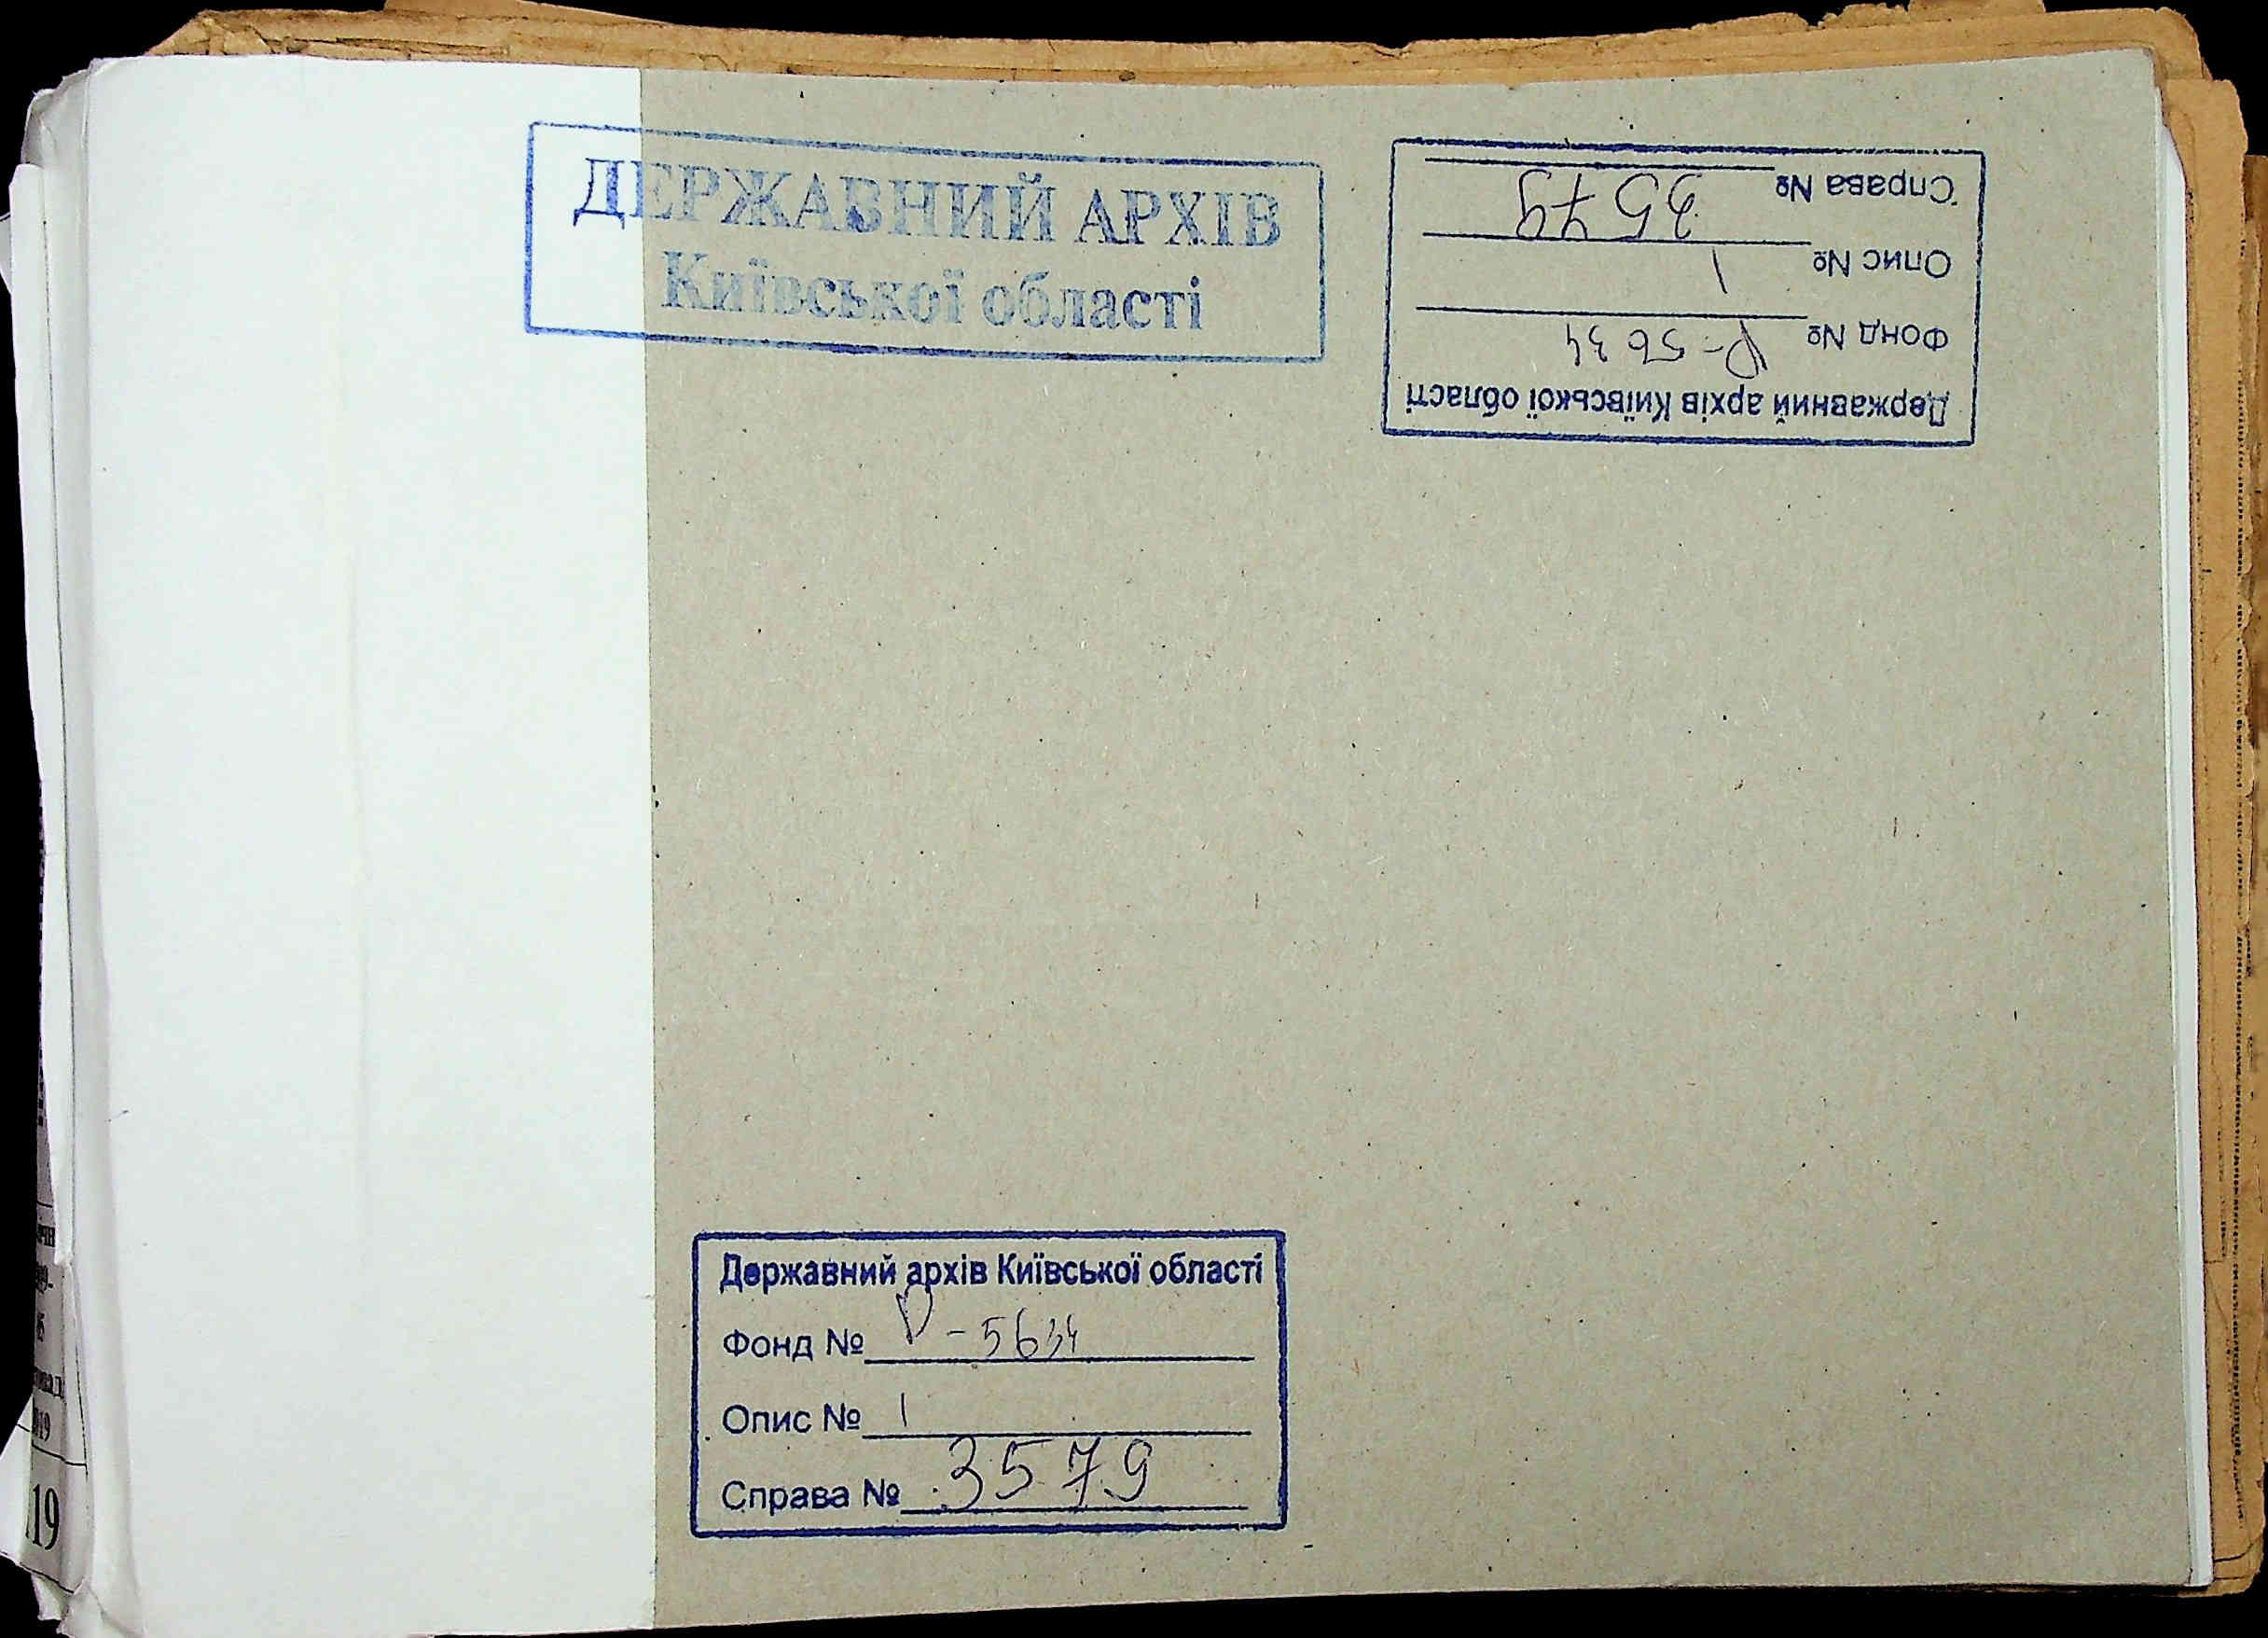 ДЕРЖАВНИЙ АРХІВ
Київської області
Державний архів Київської області
Фонд № Р-5634
Опис № 1
Справа № 3579
Державний архів Київської області
Фонд № Р-5634
Опис № 1
Справа № 3579
19